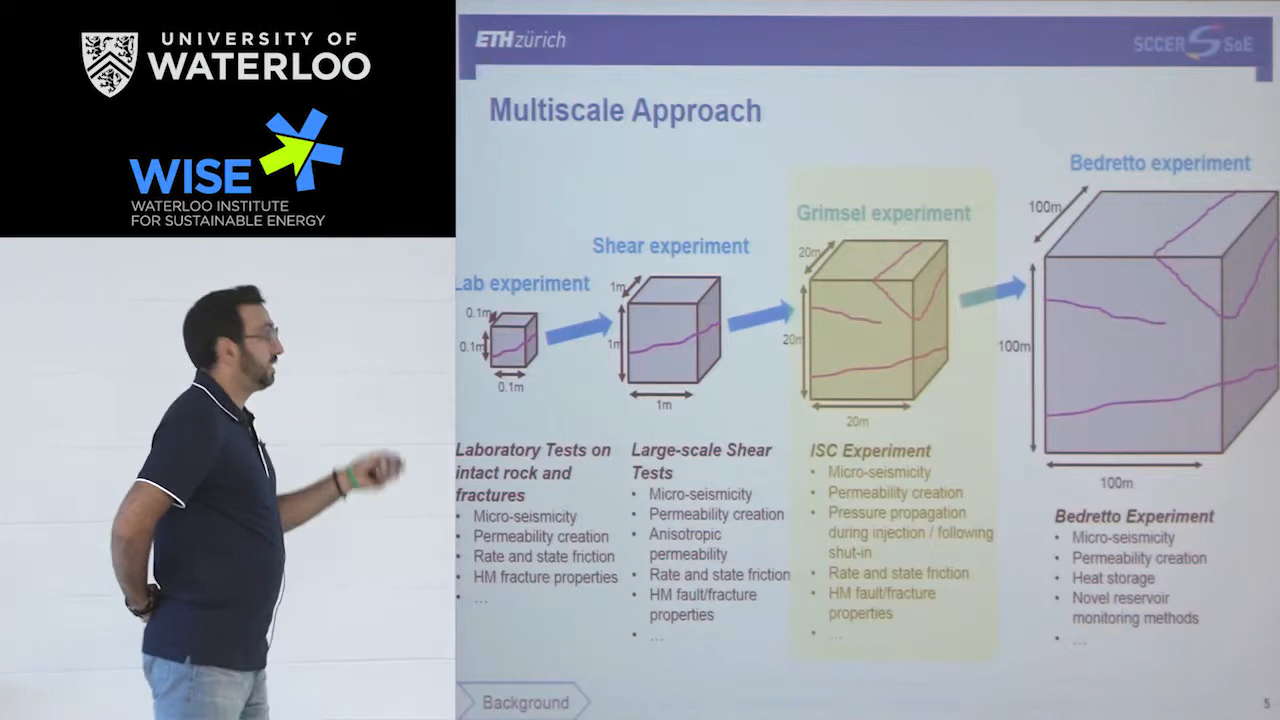 UNIVERSITY OF
WATERLOO
WISE
WATERLOO INSTITUTE
FOR SUSTAINABLE ENERGY
ETH zürich
SCCER SoE
Multiscale Approach
Lab experiment
0.1m
0.1m
0.1m
Shear experiment
1m
1m
1m
Grimsel experiment
20m
20m
20m
Bedretto experiment
100m
100m
100m
Laboratory Tests on
intact rock and
fractures
• Micro-seismicity
• Permeability creation
• Rate and state friction
• HM fracture properties
• ...
Large-scale Shear
Tests
• Micro-seismicity
• Permeability creation
• Anisotropic
permeability
• Rate and state friction
• HM fault/fracture
properties
• ...
ISC Experiment
• Micro-seismicity
• Permeability creation
• Pressure propagation
during injection / following
shut-in
• Rate and state friction
• HM fault/fracture
properties
• ...
Bedretto Experiment
• Micro-seismicity
• Permeability creation
• Heat storage
• Novel reservoir
monitoring methods
• ...
Background
5